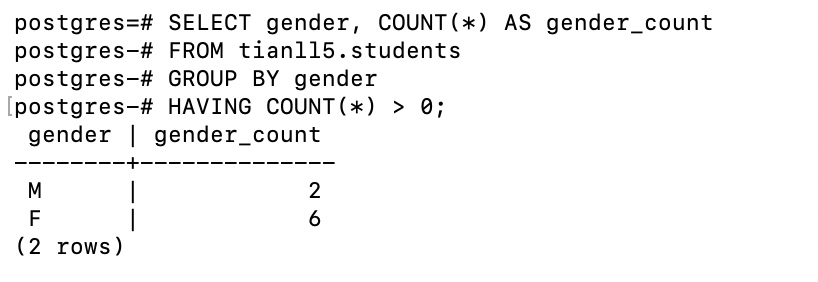 postgres=# SELECT gender, COUNT(*) AS gender_count
postgres-# FROM tianll5.students
postgres-# GROUP BY gender
[postgres-# HAVING COUNT(*) > 0;
 gender | gender_count
--------+--------------
 M      |            2
 F      |            6
(2 rows)